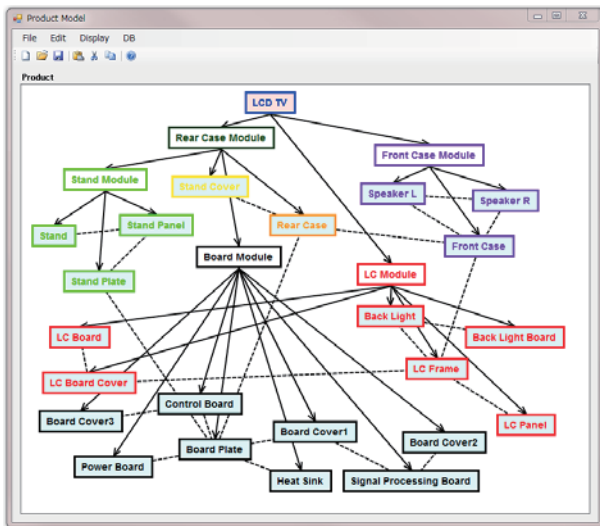 Product Model
File Edit Display DB
Product
LCD TV
Rear Case Module
Front Case Module
Stand Module
Stand Cover
Speaker L
Speaker R
Stand
Stand Panel
Rear Case
Front Case
Board Module
Stand Plate
LC Module
Back Light
LC Board
Back Light Board
LC Board Cover
LC Frame
Board Cover3
Control Board
LC Panel
Board Cover1
Board Cover2
Power Board
Board Plate
Heat Sink
Signal Processing Board